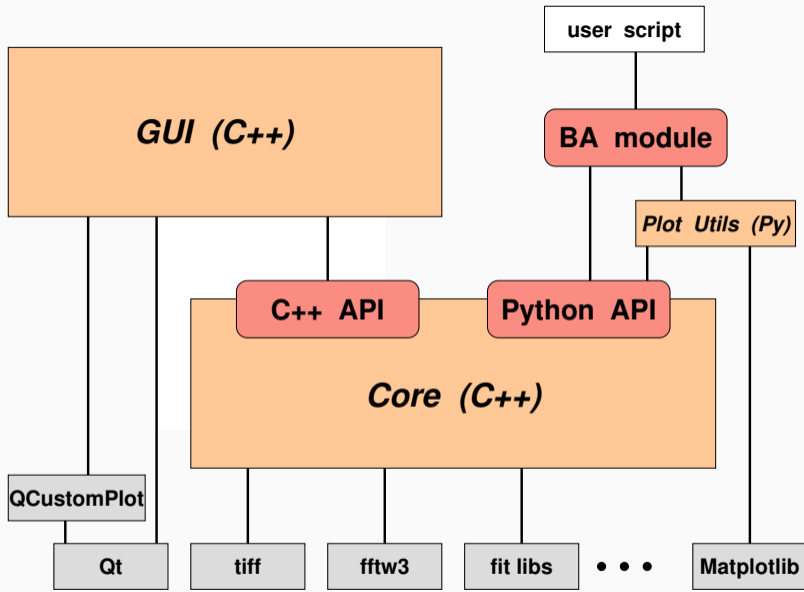 user script
GUI (C++)
BA module
Plot Utils (Py)
C++ API
Python API
Core (C++)
QCustomPlot
Qt
tiff
fftw3
fit libs
Matplotlib